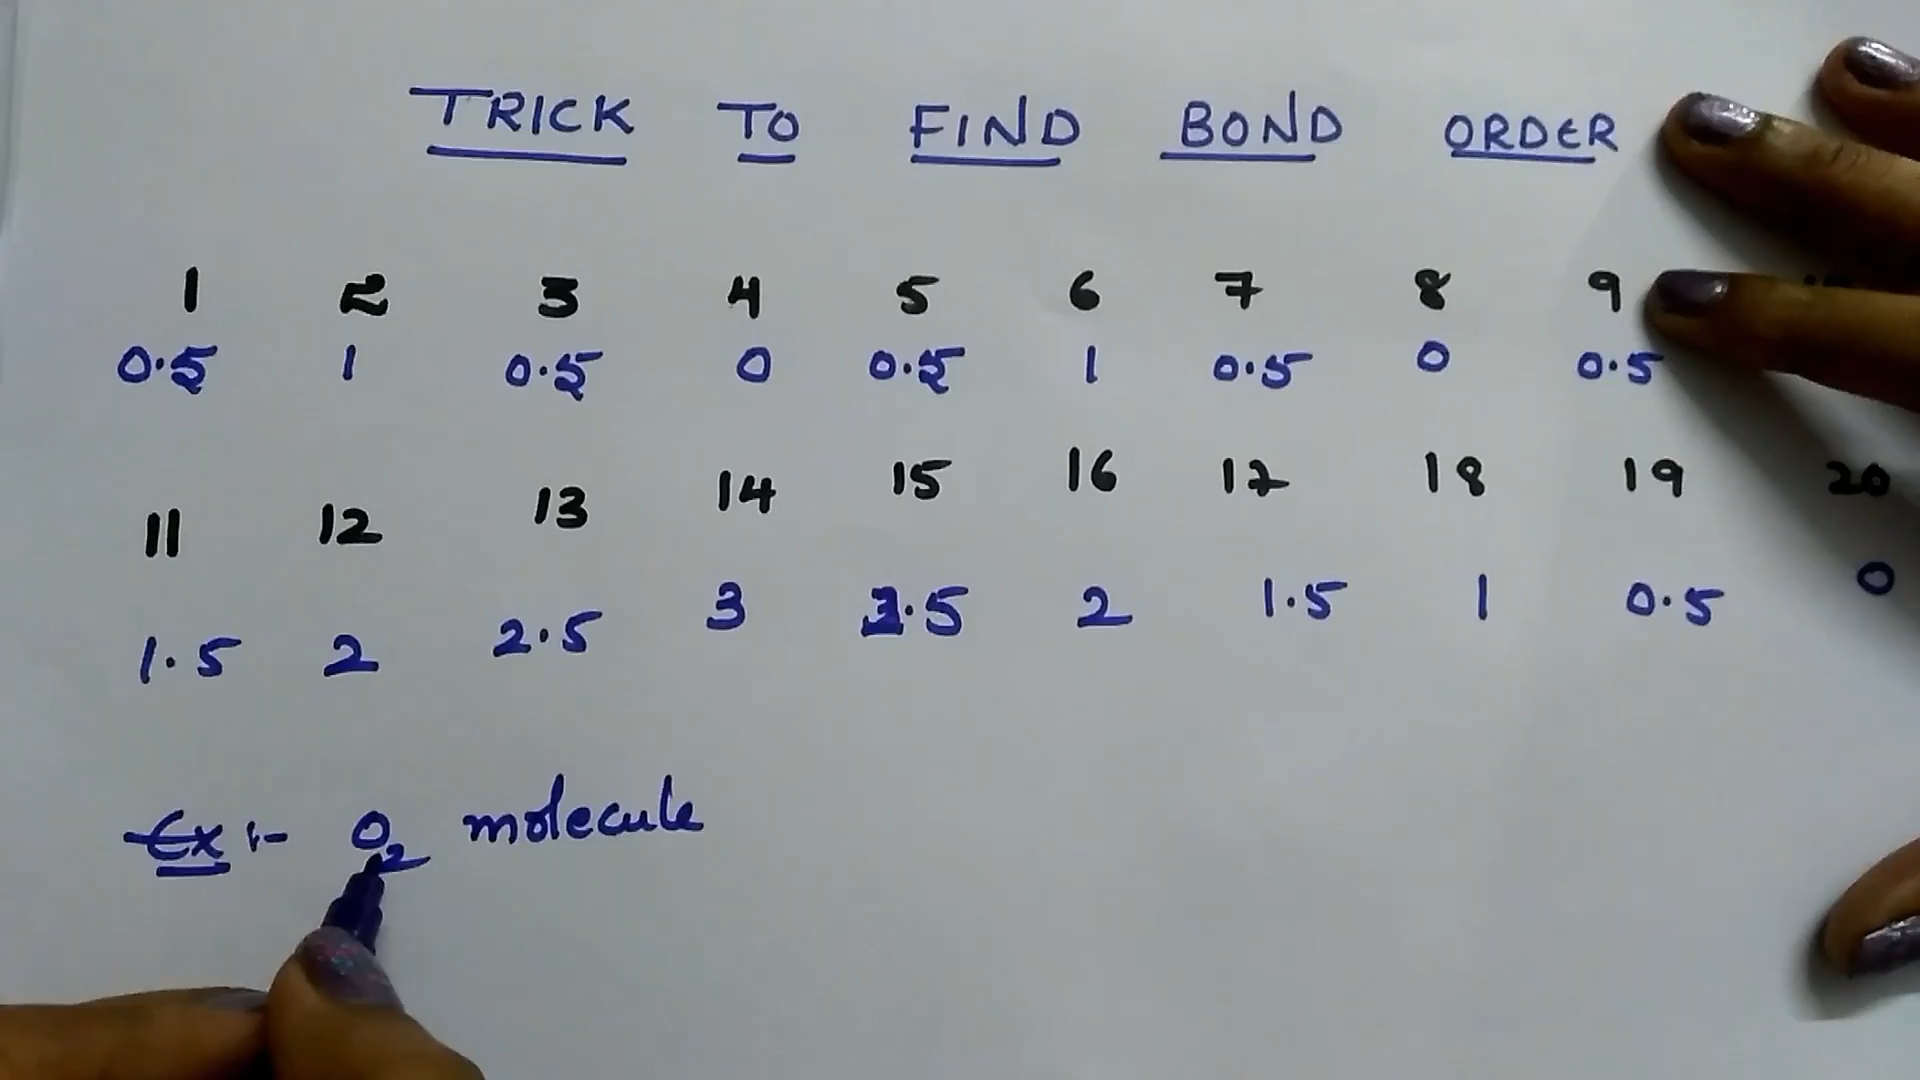 TRICK TO FIND BOND ORDER
1 2 3 4 5 6 7 8 9
0.5 1 0.5 0 0.5 1 0.5 0 0.5
11 12 13 14 15 16 17 18 19 20
1.5 2 2.5 3 2 1.5 1 0.5 0
Ex:- O2 molecule